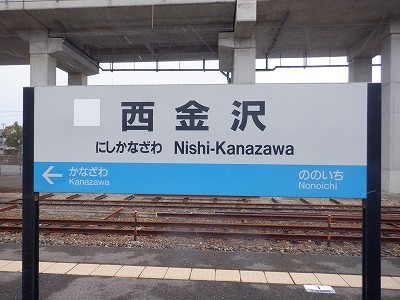 西金沢
にしかなざわ Nishi-Kanazawa
← かなざわ ののいち
Kanazawa Nonoichi